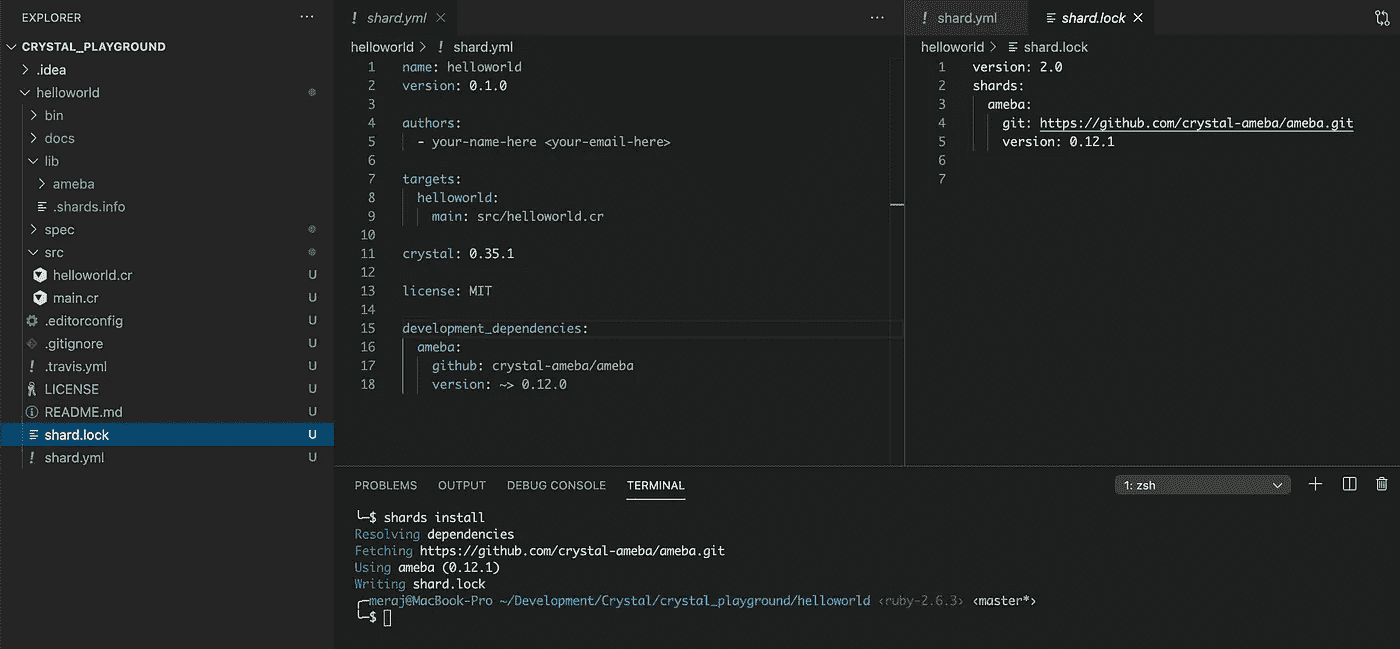 EXPLORER
CRYSTAL_PLAYGROUND
.idea
helloworld
bin
docs
lib
ameba
.shards.info
spec
src
helloworld.cr U
main.cr U
.editorconfig U
.gitignore U
.travis.yml U
LICENSE U
README.md U
shard.lock U
shard.yml U
! shard.yml
helloworld > ! shard.yml
1 name: helloworld
2 version: 0.1.0
3
4 authors:
5 - your-name-here <your-email-here>
6
7 targets:
8 helloworld:
9 main: src/helloworld.cr
10
11 crystal: 0.35.1
12
13 license: MIT
14
15 development_dependencies:
16 ameba:
17 github: crystal-ameba/ameba
18 version: ~> 0.12.0
! shard.yml shard.lock
helloworld > shard.lock
1 version: 2.0
2 shards:
3 ameba:
4 git: https://github.com/crystal-ameba/ameba.git
5 version: 0.12.1
6
7
PROBLEMS OUTPUT DEBUG CONSOLE TERMINAL 1: zsh
$ shards install
Resolving dependencies
Fetching https://github.com/crystal-ameba/ameba.git
Using ameba (0.12.1)
Writing shard.lock
meraj@MacBook-Pro ~/Development/Crystal/crystal_playground/helloworld ‹ruby-2.6.3› ‹master*›
$